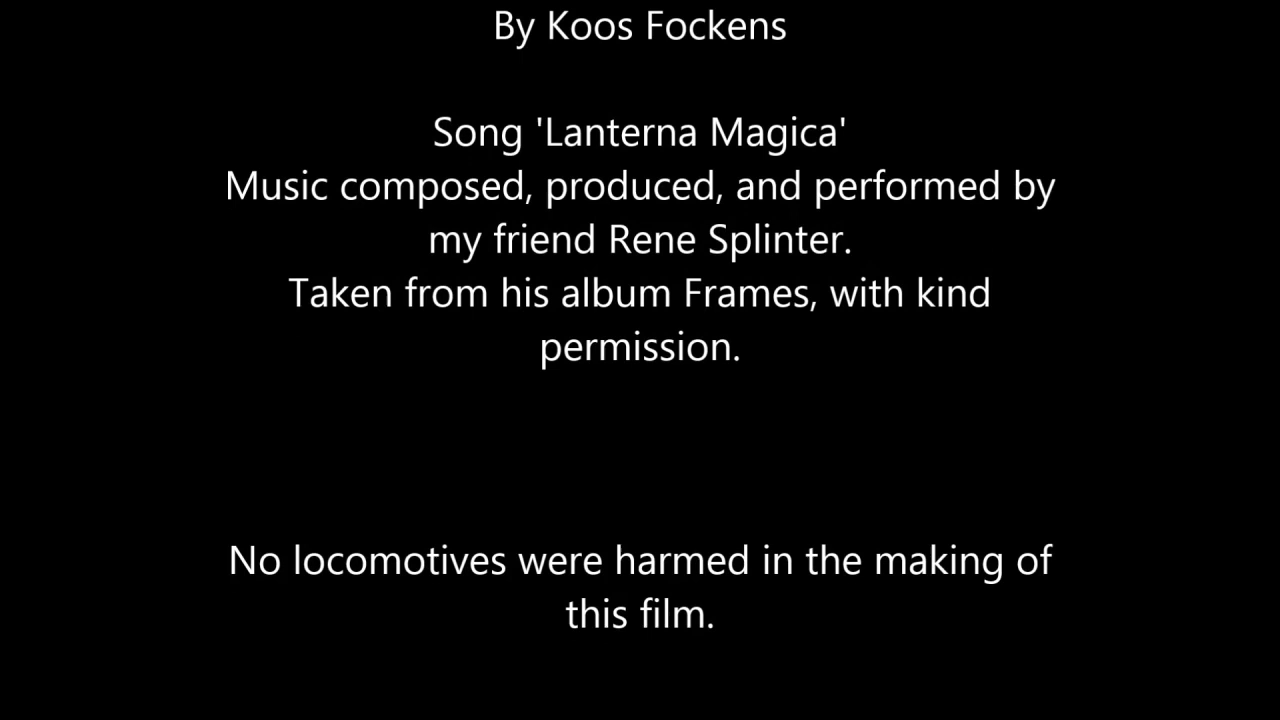 By Koos Fockens
Song 'Lanterna Magica'
Music composed, produced, and performed by
my friend Rene Splinter.
Taken from his album Frames, with kind
permission.
No locomotives were harmed in the making of
this film.